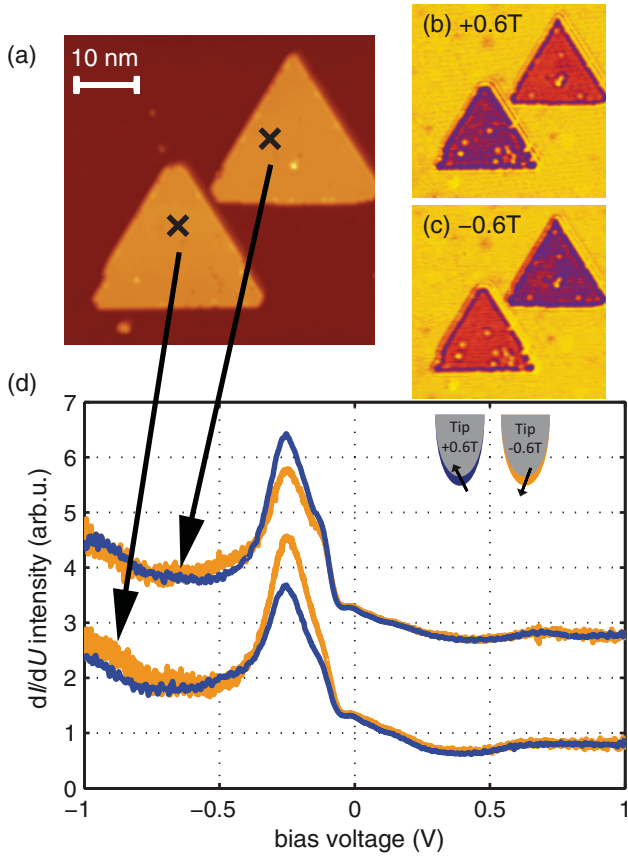 (a)
10 nm
(b) +0.6T
(c) −0.6T
(d)
7
6
5
4
3
2
1
0
dI/dU intensity (arb.u.)
Tip
+0.6T
Tip
-0.6T
−1
−0.5
0
0.5
1
bias voltage (V)